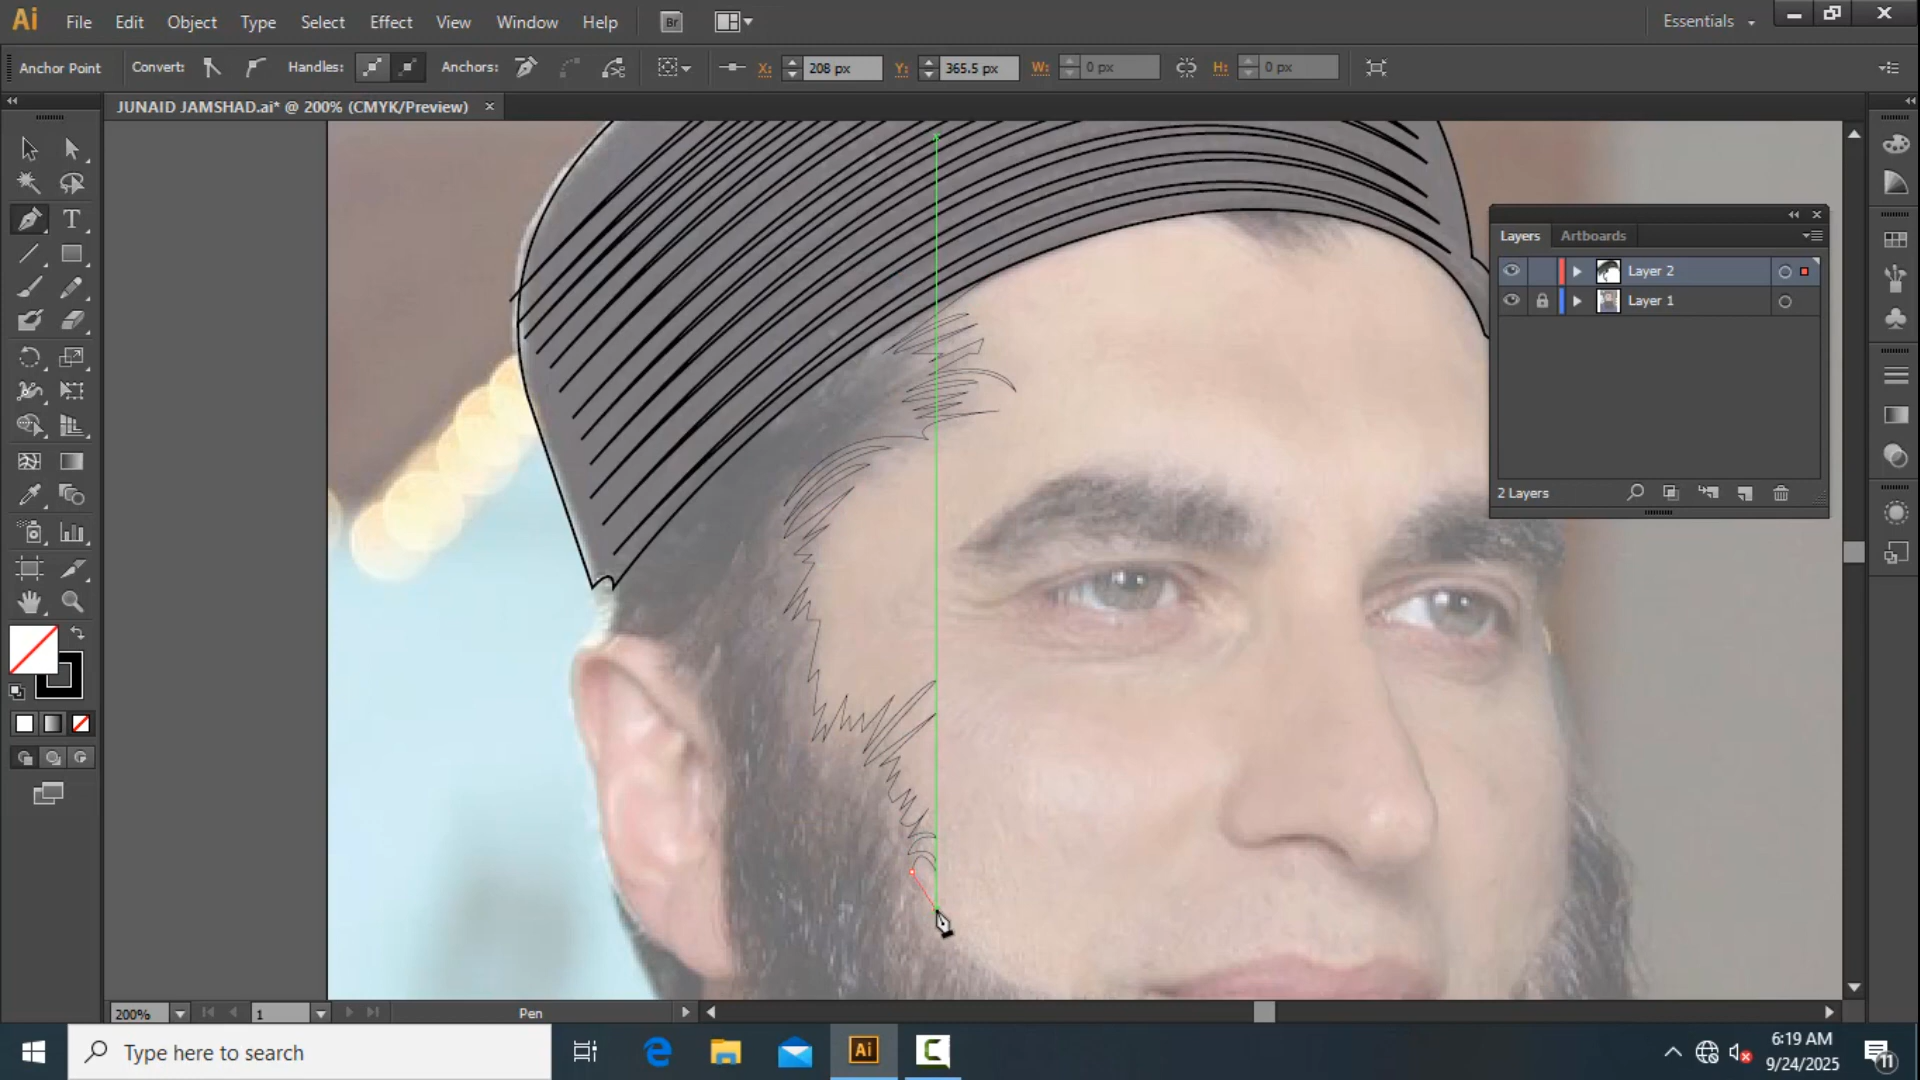 Ai File Edit Object Type Select Effect View Window Help Br Essentials
Anchor Point Convert: Handles: Anchors: X: 208 px Y: 365.5 px W: 0 px H: 0 px
JUNAID JAMSHAD.ai* @ 200% (CMYK/Preview)
Layers Artboards
Layer 2
Layer 1
2 Layers
200% 1 Pen
Type here to search
Ai
6:19 AM
9/24/2025
11